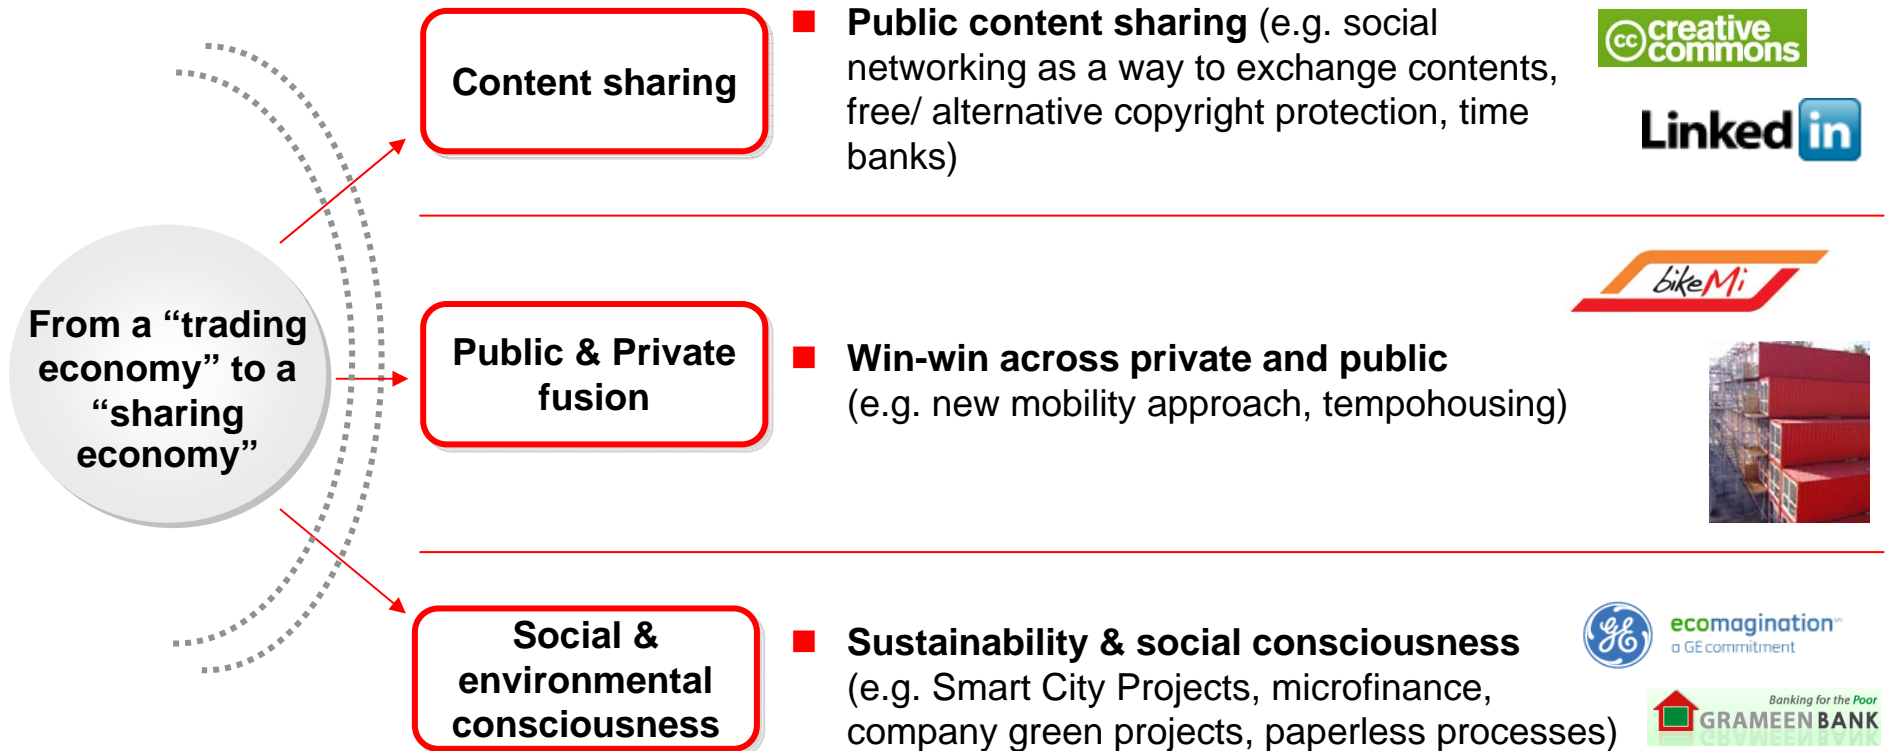 From a “trading
economy” to a
“sharing
economy”
Content sharing
Public content sharing (e.g. social
networking as a way to exchange contents,
free/ alternative copyright protection, time
banks)
cc creative
commons
Linked in
Public & Private
fusion
Win-win across private and public
(e.g. new mobility approach, tempohousing)
bikeMi
Social &
environmental
consciousness
Sustainability & social consciousness
(e.g. Smart City Projects, microfinance,
company green projects, paperless processes)
GE
ecomagination℠
a GE commitment
Banking for the Poor
GRAMEEN BANK